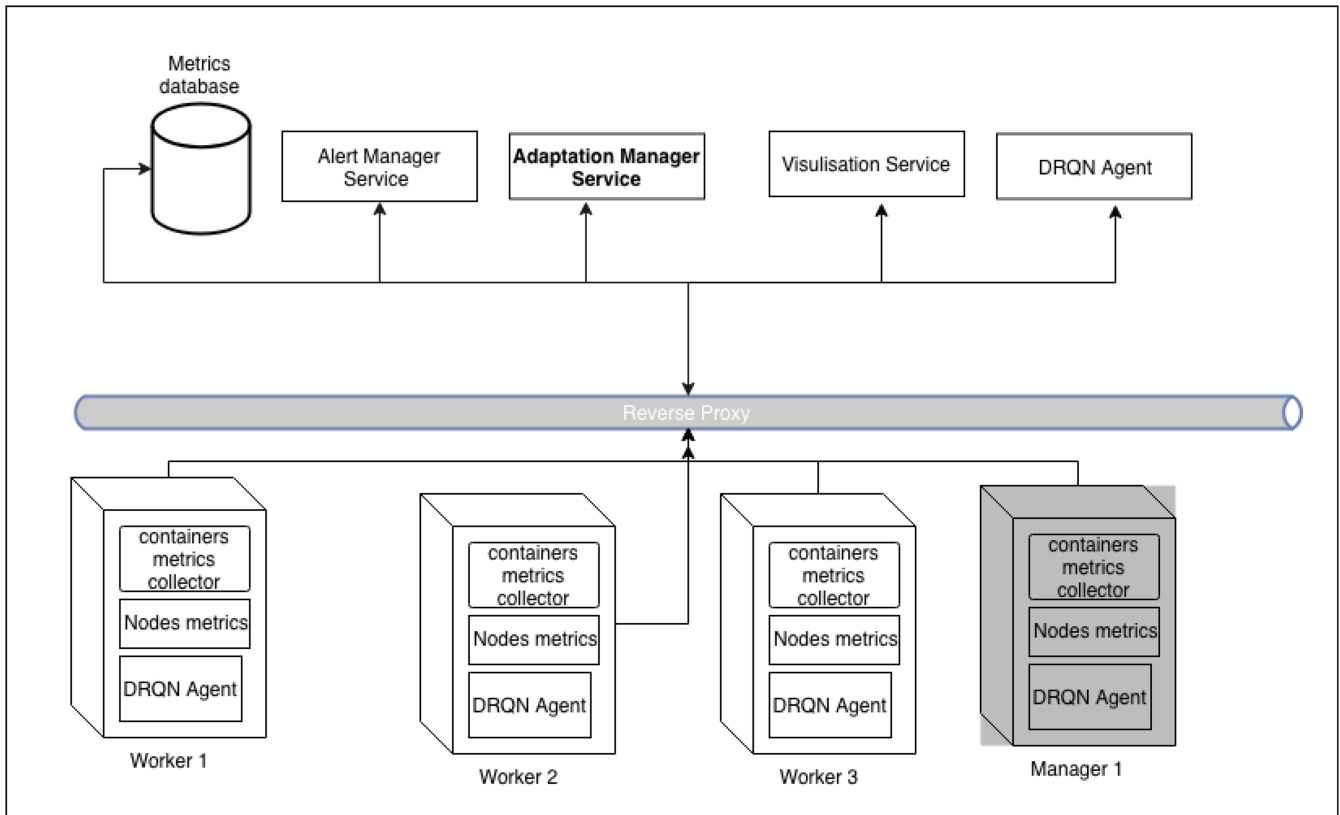 Metrics
database
Alert Manager
Service
Adaptation Manager
Service
Visulisation Service
DRQN Agent
Reverse Proxy
containers
metrics
collector
Nodes metrics
DRQN Agent
Worker 1
containers
metrics
collector
Nodes metrics
DRQN Agent
Worker 2
containers
metrics
collector
Nodes metrics
DRQN Agent
Worker 3
containers
metrics
collector
Nodes metrics
DRQN Agent
Manager 1